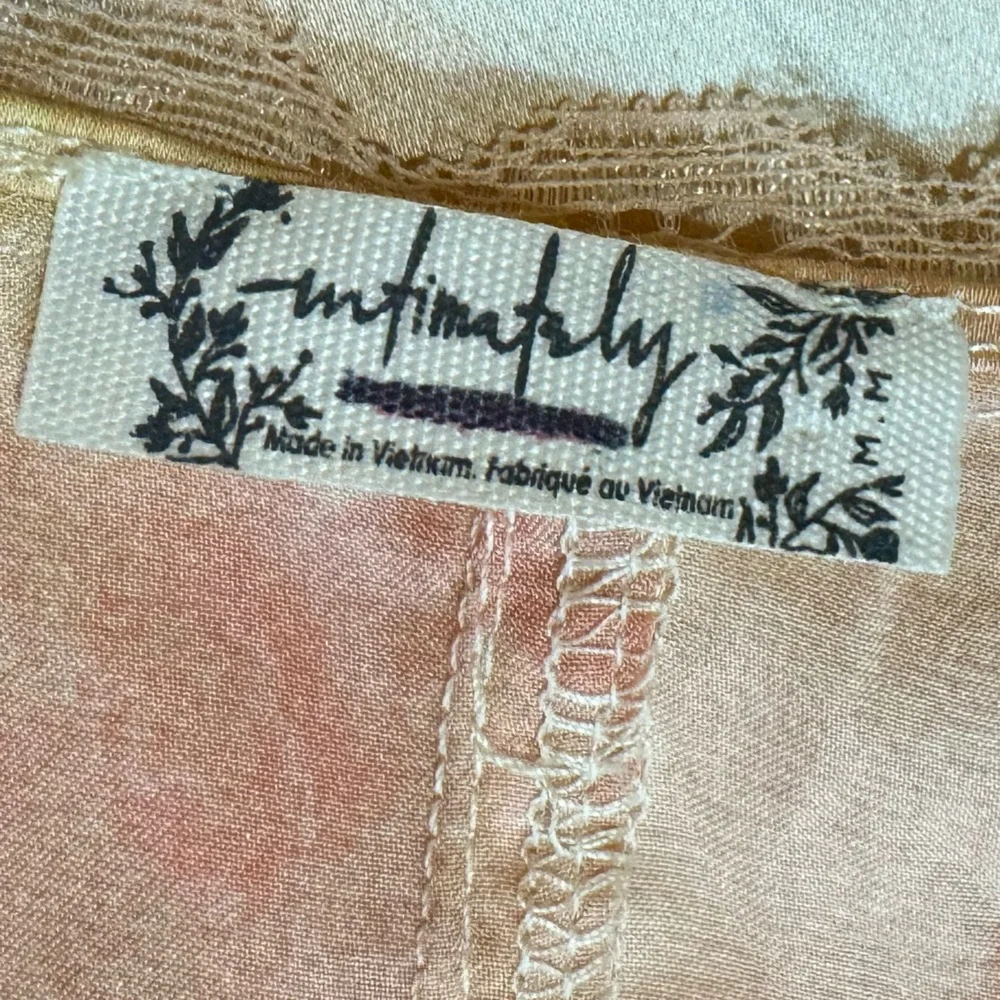 intimately
Made in Vietnam. Fabriqué au Vietnam
M.M